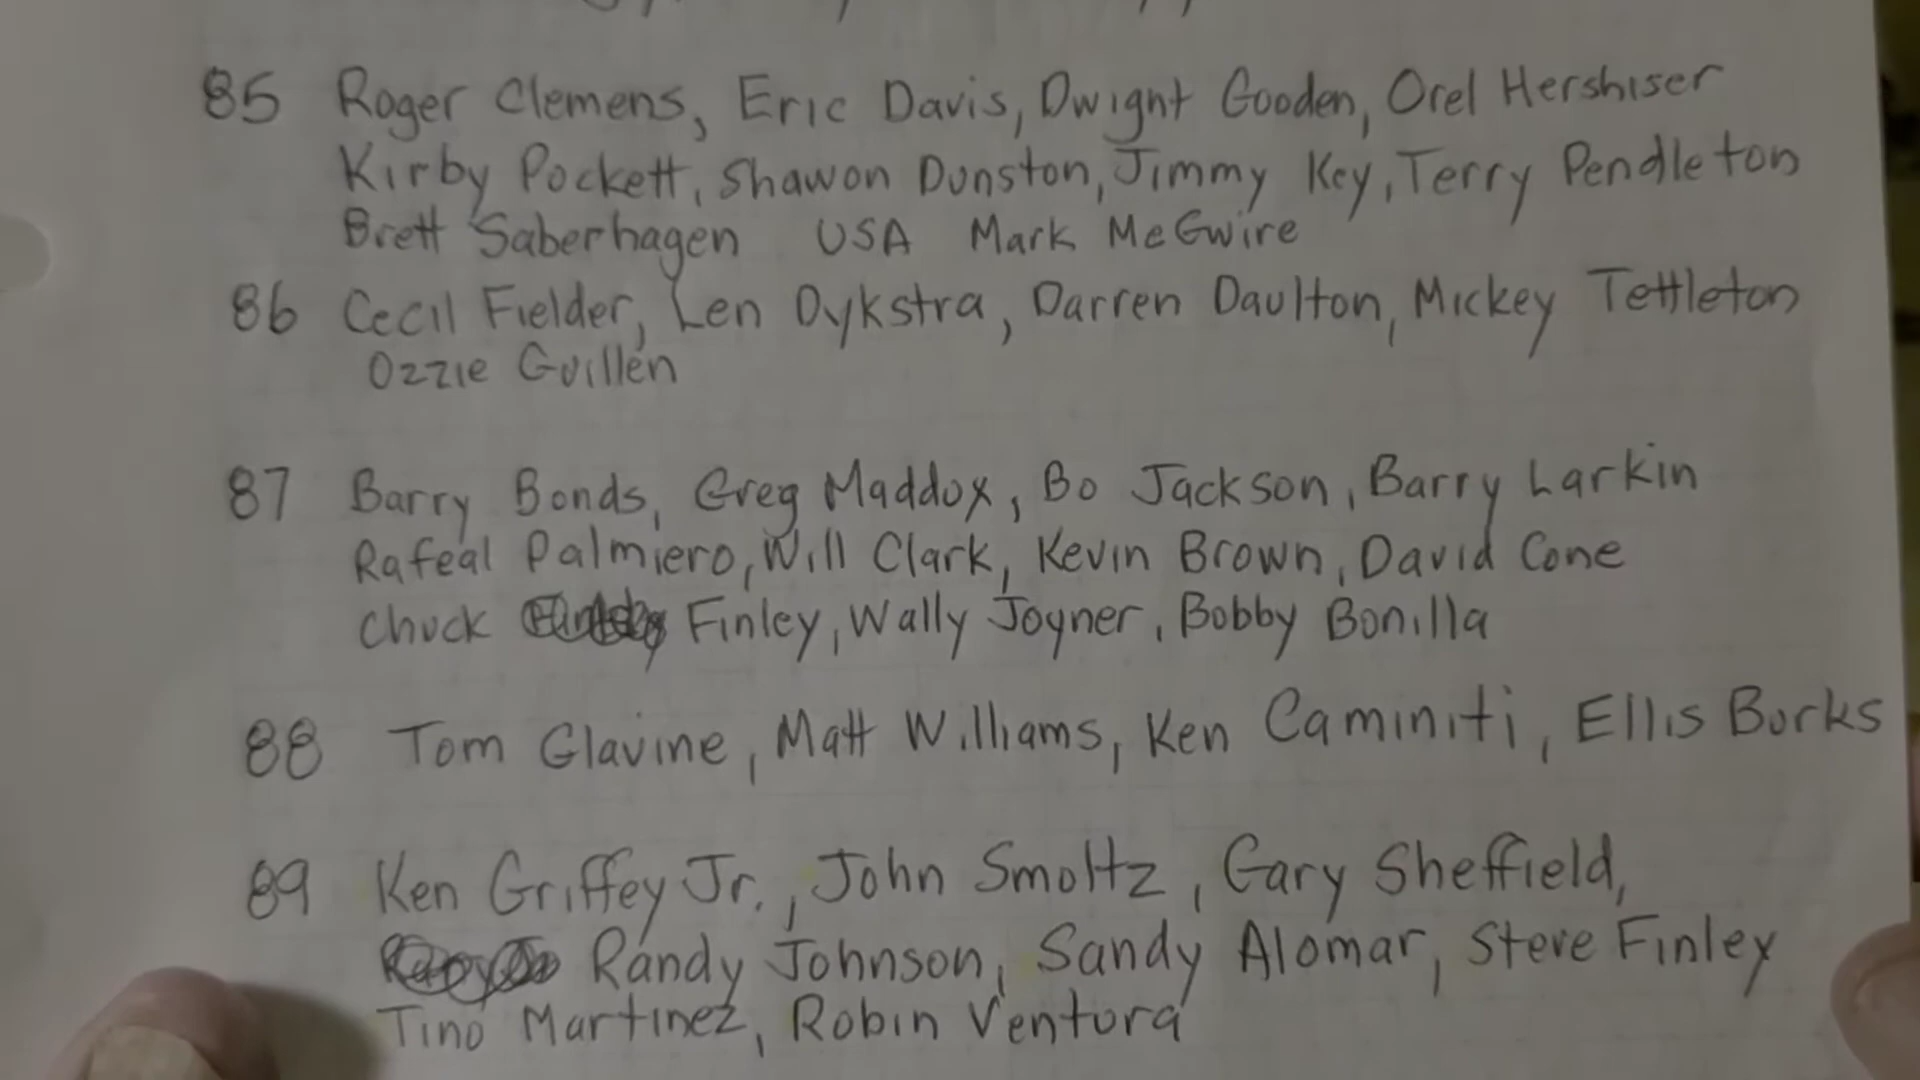 85 Roger Clemens, Eric Davis, Dwight Gooden, Orel Hershiser
Kirby Pockett, Shawon Dunston, Jimmy Key, Terry Pendleton
Brett Saberhagen USA Mark McGwire
86 Cecil Fielder, Len Dykstra, Darren Daulton, Mickey Tettleton
Ozzie Guillen
87 Barry Bonds, Greg Maddox, Bo Jackson, Barry Larkin
Rafeal Palmiero, Will Clark, Kevin Brown, David Cone
Chuck Finley, Wally Joyner, Bobby Bonilla
88 Tom Glavine, Matt Williams, Ken Caminiti, Ellis Burks
89 Ken Griffey Jr., John Smoltz, Gary Sheffield,
Randy Johnson, Sandy Alomar, Steve Finley
Tino Martinez, Robin Ventura